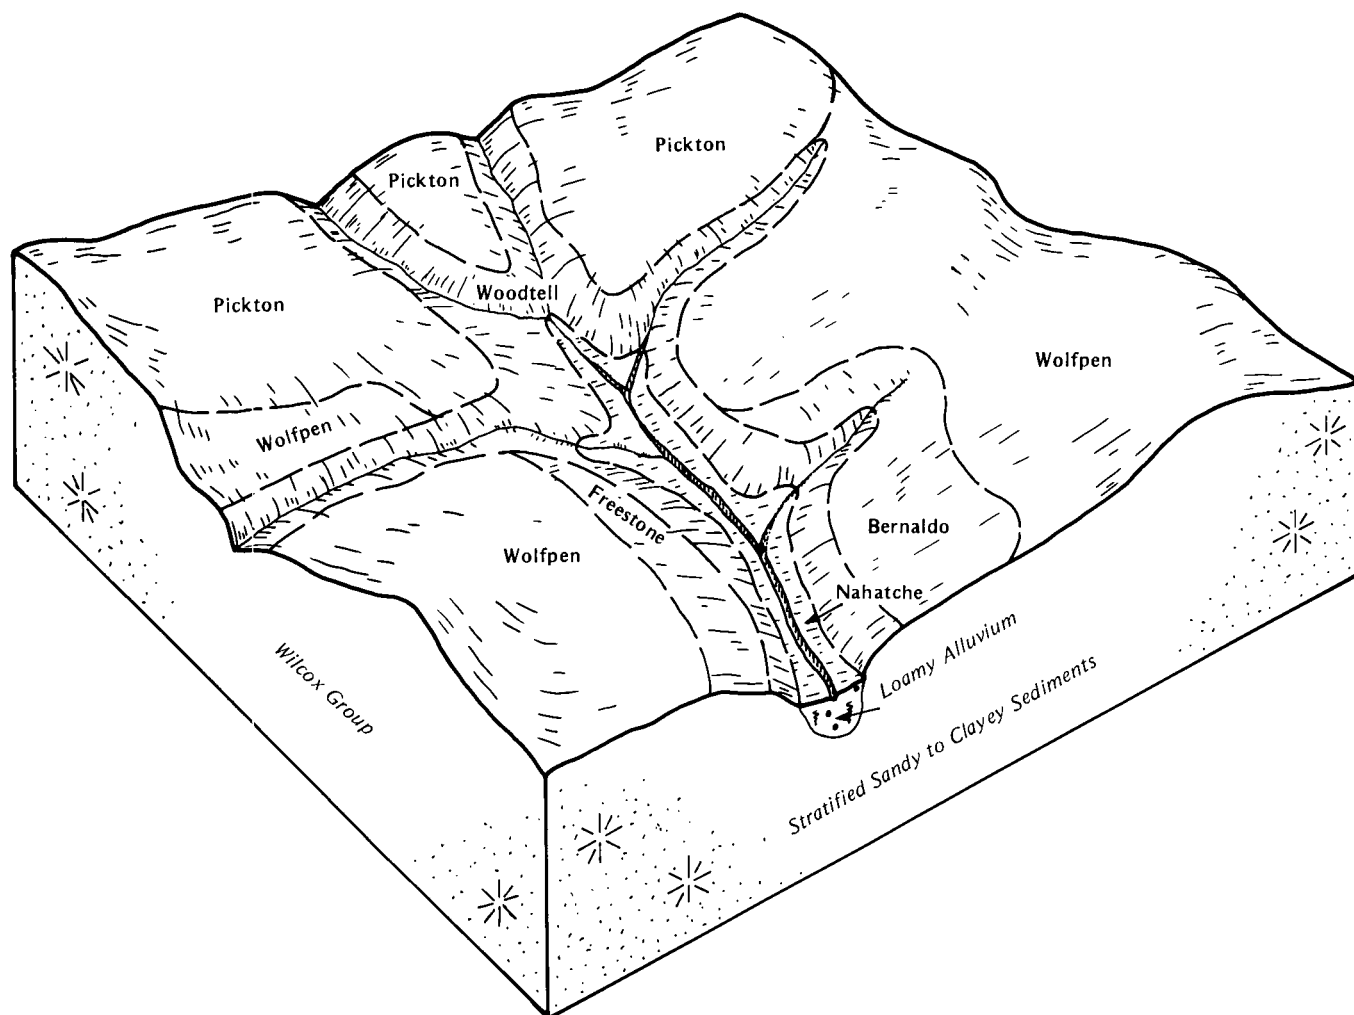 Pickton
Pickton
Pickton
Woodtell
Wolfpen
Wolfpen
Freestone
Wolfpen
Bernaldo
Nahatche
Loamy Alluvium
Wilcox Group
Stratified Sandy to Clayey Sediments